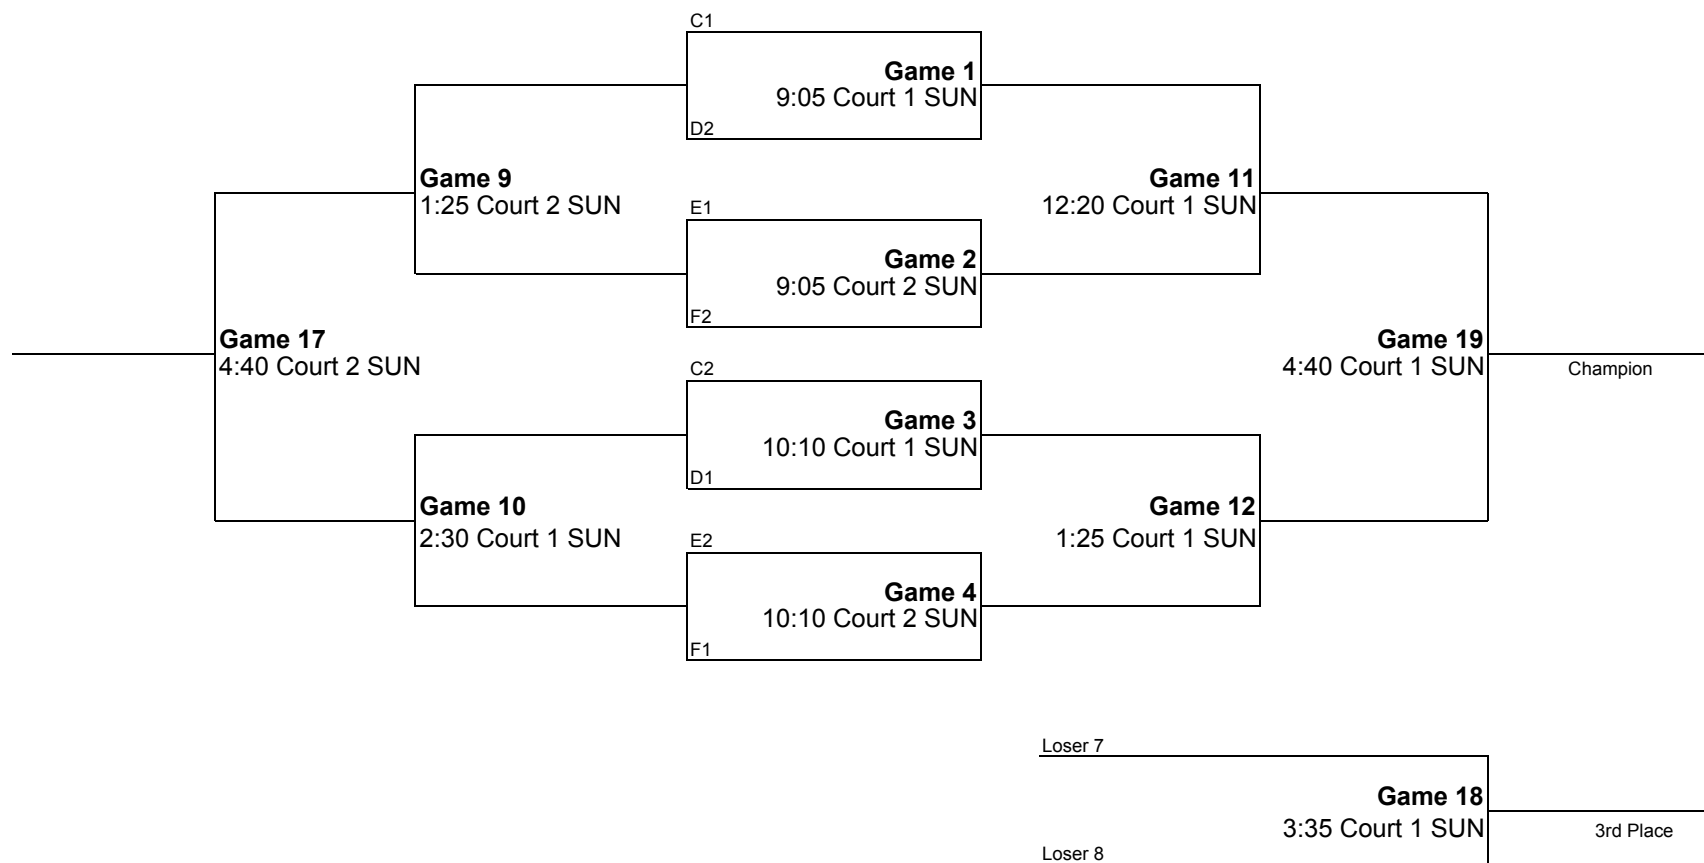 C1
Game 1
9:05 Court 1 SUN
D2
Game 9
1:25 Court 2 SUN
Game 11
12:20 Court 1 SUN
E1
Game 2
9:05 Court 2 SUN
F2
Game 17
4:40 Court 2 SUN
Game 19
4:40 Court 1 SUN
Champion
C2
Game 3
10:10 Court 1 SUN
D1
Game 10
2:30 Court 1 SUN
Game 12
1:25 Court 1 SUN
E2
Game 4
10:10 Court 2 SUN
F1
Loser 7
Game 18
3:35 Court 1 SUN
3rd Place
Loser 8